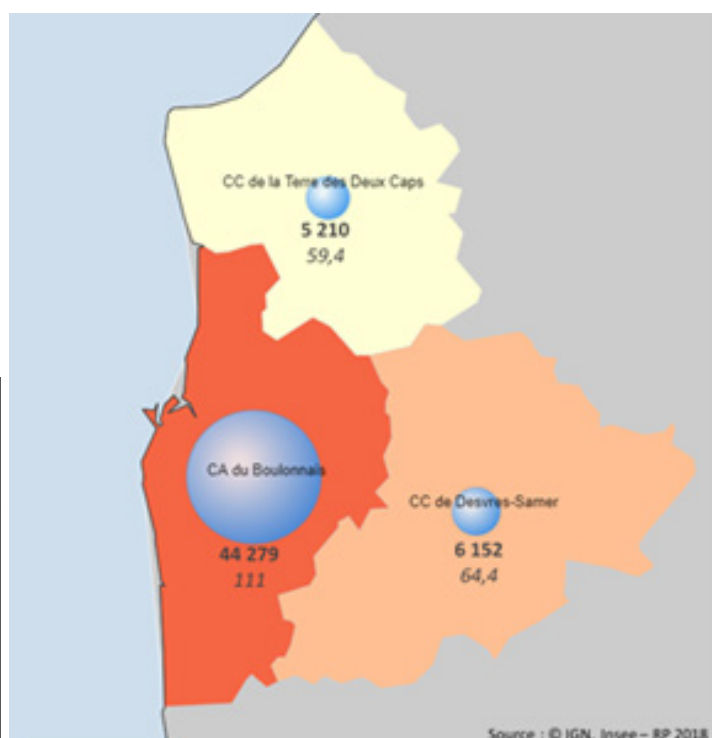 CC de la Terre des Deux Caps
5 210
59,4
CA du Boulonnais
44 279
111
CC de Desvres-Samer
6 152
64,4
Source : © IGN, Insee – RP 2018